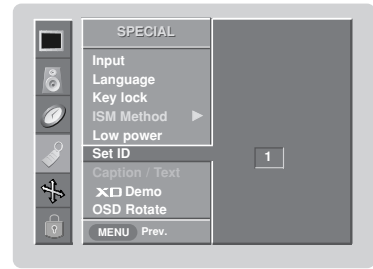 SPECIAL
Input
Language
Key lock
ISM Method ▶
Low power
Set ID
1
Caption / Text
XD Demo
OSD Rotate
MENU Prev.